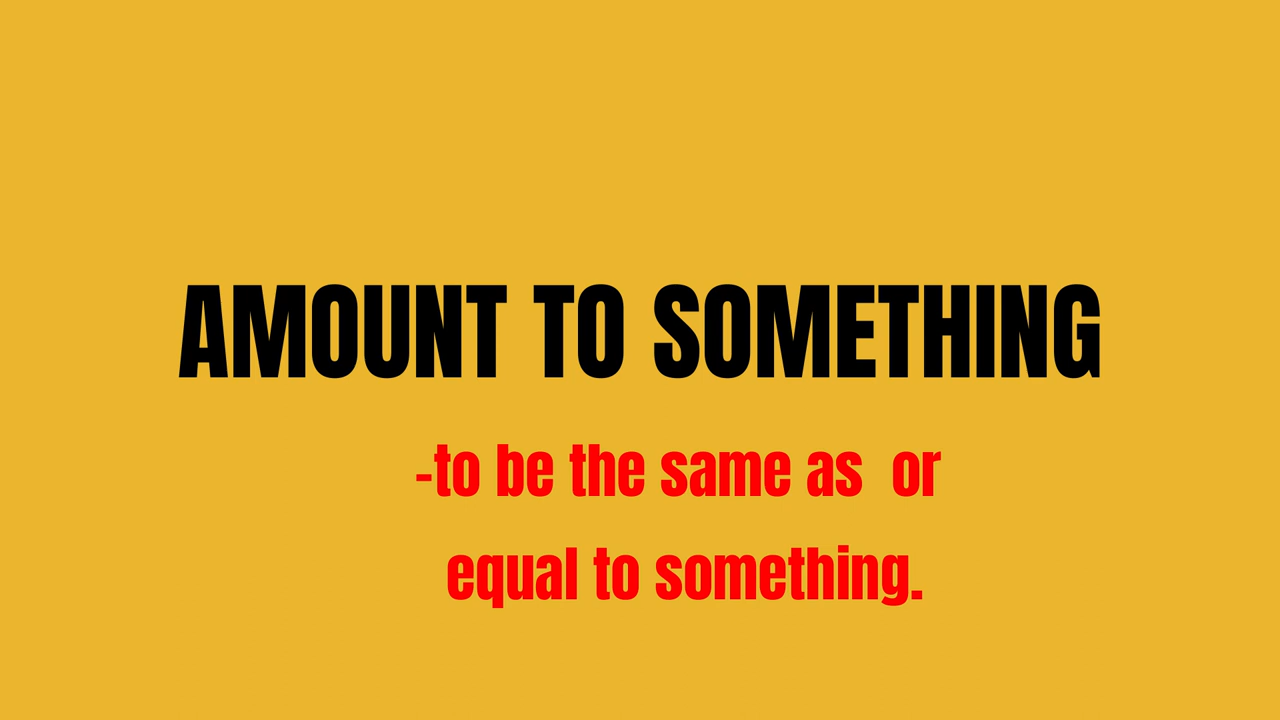 AMOUNT TO SOMETHING
-to be the same as  or
equal to something.